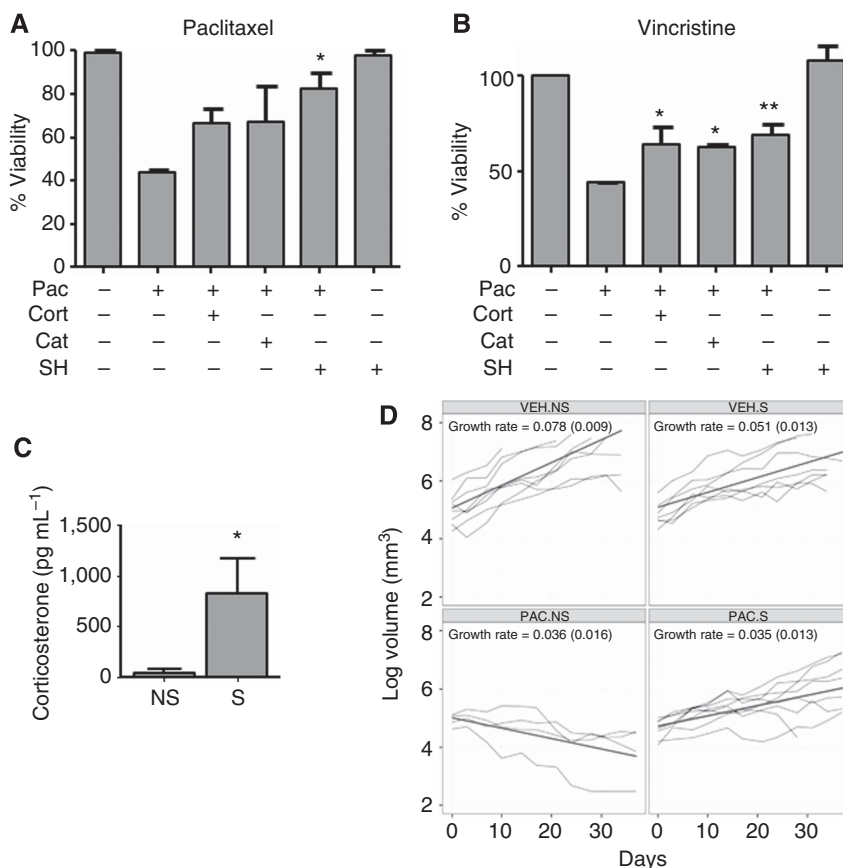 A
Paclitaxel
% Viability
100
80
60
40
20
0
*
Pac – + + + + –
Cort – – + – – –
Cat – – – + – –
SH – – – – + +
B
Vincristine
% Viability
100
50
0
* * **
Pac – + + + + –
Cort – – + – – –
Cat – – – + – –
SH – – – – + +
C
Corticosterone (pg mL⁻¹)
1,500
1,000
500
0
*
NS S
D
Log volume (mm³)
VEH.NS
Growth rate = 0.078 (0.009)
VEH.S
Growth rate = 0.051 (0.013)
8
6
4
2
PAC.NS
Growth rate = 0.036 (0.016)
PAC.S
Growth rate = 0.035 (0.013)
8
6
4
2
0 10 20 30 0 10 20 30
Days